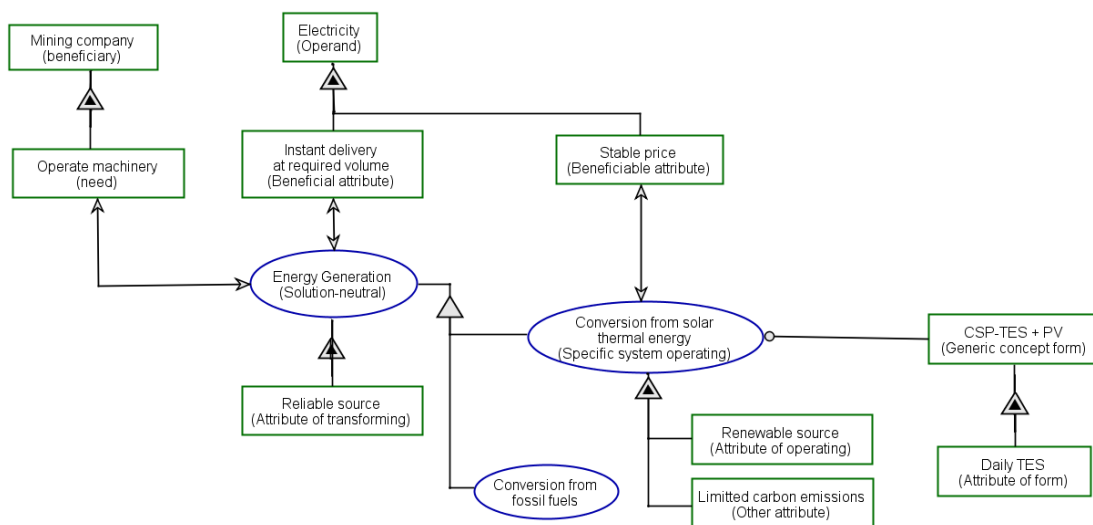 Mining company
(beneficiary)
Electricity
(Operand)
Operate machinery
(need)
Instant delivery
at required volume
(Beneficial attribute)
Stable price
(Beneficiable attribute)
Energy Generation
(Solution-neutral)
Conversion from solar
thermal energy
(Specific system operating)
CSP-TES + PV
(Generic concept form)
Reliable source
(Attribute of transforming)
Renewable source
(Attribute of operating)
Daily TES
(Attribute of form)
Conversion from
fossil fuels
Limitted carbon emissions
(Other attribute)